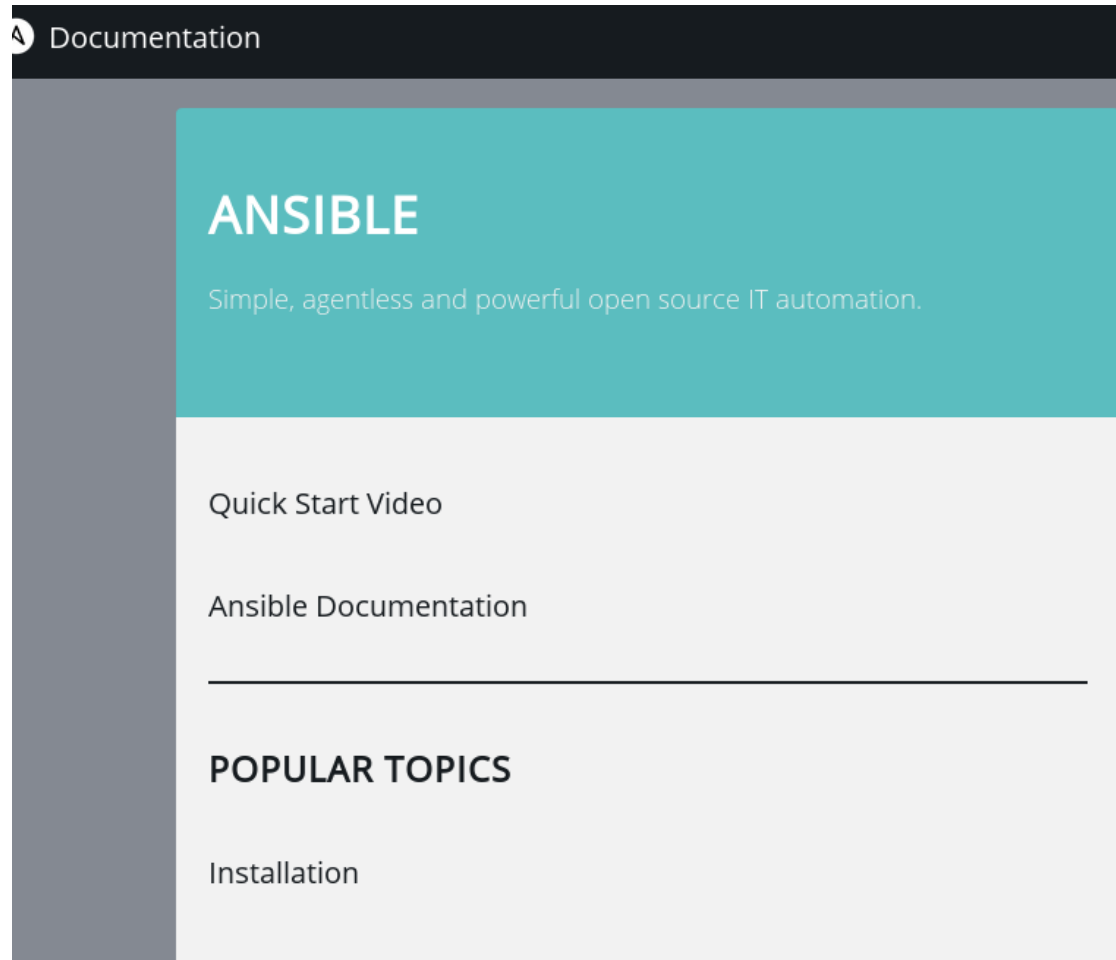 Documentation
ANSIBLE
Simple, agentless and powerful open source IT automation.
Quick Start Video
Ansible Documentation
POPULAR TOPICS
Installation